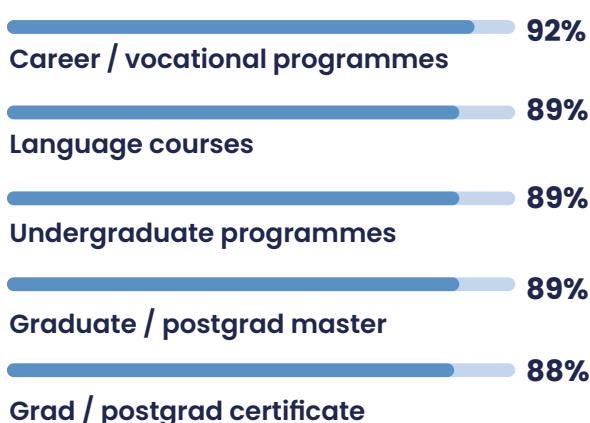 92%
Career / vocational programmes
89%
Language courses
89%
Undergraduate programmes
89%
Graduate / postgrad master
88%
Grad / postgrad certificate